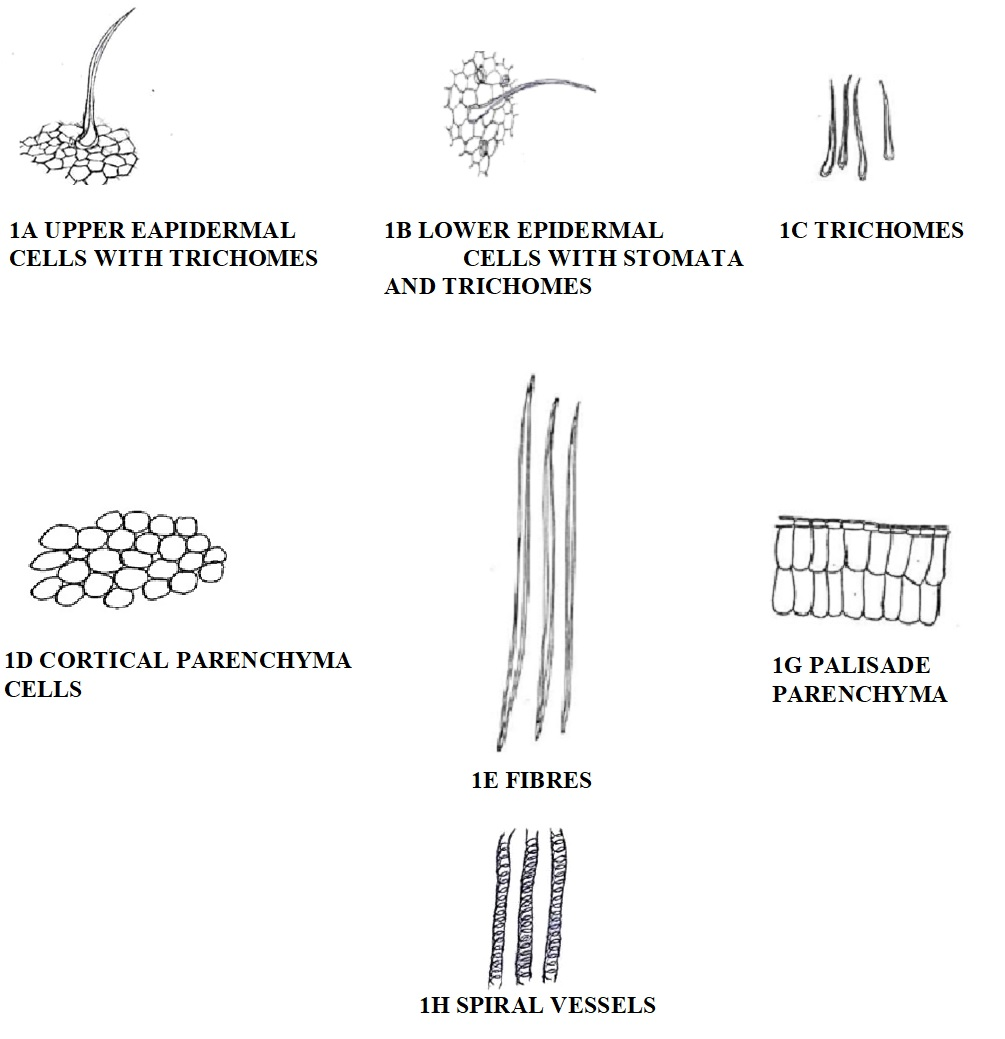 1A UPPER EAPIDERMAL
CELLS WITH TRICHOMES
1B LOWER EPIDERMAL
CELLS WITH STOMATA
AND TRICHOMES
1C TRICHOMES
1D CORTICAL PARENCHYMA
CELLS
1E FIBRES
1G PALISADE
PARENCHYMA
1H SPIRAL VESSELS